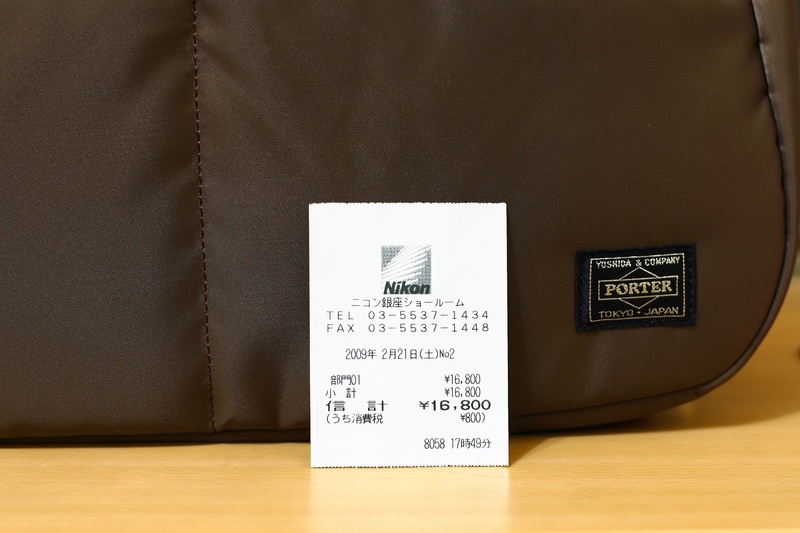 Nikon
ニコン銀座ショールーム
TEL 03-5537-1434
FAX 03-5537-1448
2009年 2月21日(土)No2
部門01 ¥16,800
小 計 ¥16,800
信 計 ¥16,800
(うち消費税 ¥800)
8058 17時49分
YOSHIDA & COMPANY
PORTER
TOKYO - JAPAN